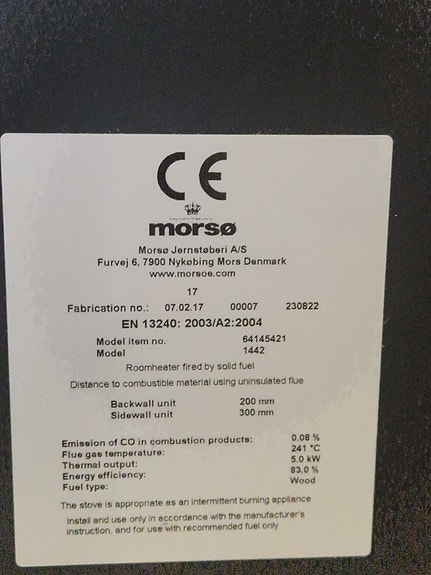 CE
morsø
Morsø Jernstøberi A/S
Furvej 6, 7900 Nykøbing Mors Denmark
www.morsoe.com
17
Fabrication no.: 07.02.17 00007 230822
EN 13240: 2003/A2:2004
Model item no. 64145421
Model 1442
Roomheater fired by solid fuel
Distance to combustible material using uninsulated flue
Backwall unit 200 mm
Sidewall unit 300 mm
Emission of CO in combustion products: 0.08 %
Flue gas temperature: 241 °C
Thermal output: 5.0 kW
Energy efficiency: 83,0 %
Fuel type: Wood
The stove is appropriate as an intermittent burning appliance
Install and use only in accordence with the manufacturer's
instruction, and for use with recommended fuel only